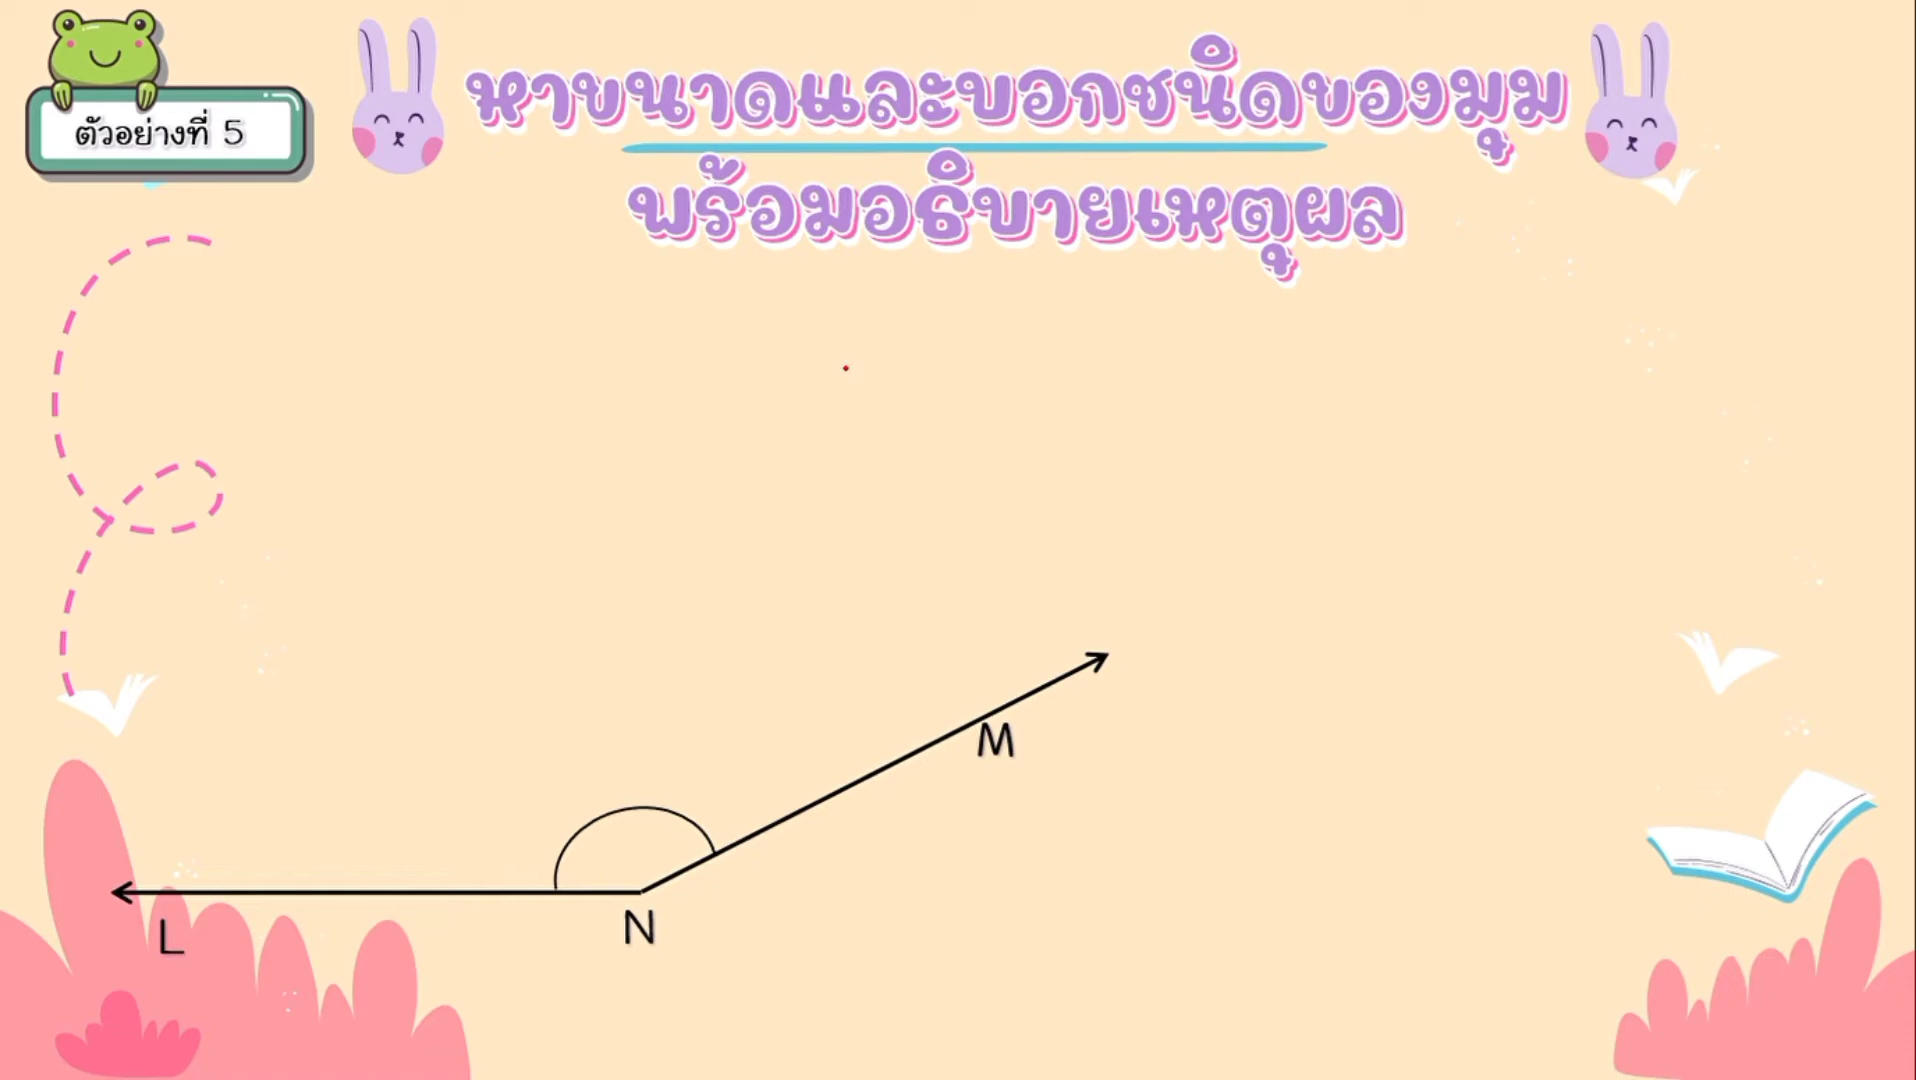 ตัวอย่างที่ 5
หาขนาดและบอกชนิดของมุม
พร้อมอธิบายเหตุผล
M
L
N